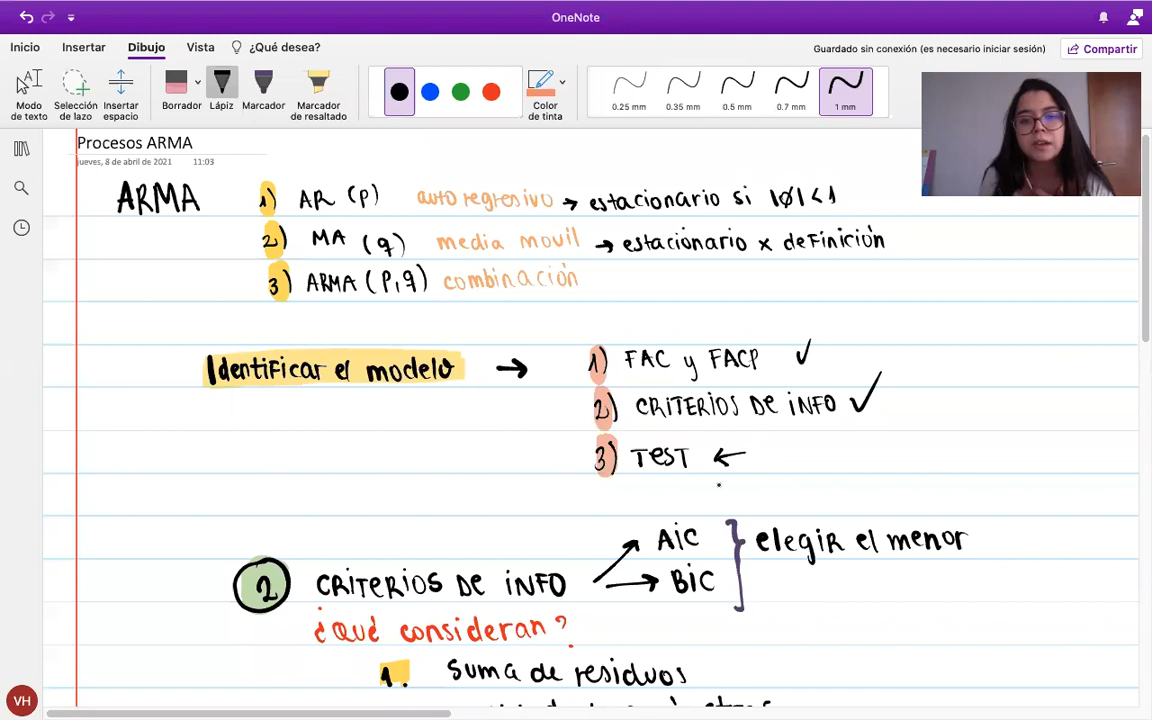 OneNote
Inicio Insertar Dibujo Vista ¿Qué desea? Guardado sin conexión (es necesario iniciar sesión) Compartir
Modo de texto
Selección de lazo
Insertar espacio
Borrador
Lápiz
Marcador
Marcador de resaltado
Color de tinta
0.25 mm 0.35 mm 0.5 mm 0.7 mm 1 mm
Procesos ARMA
jueves, 8 de abril de 2021 11:03
ARMA 1) AR (p) autoregresivo → estacionario si |ø|<1
2) MA (q) media movil → estacionario x definición
3) ARMA (P,q) combinación
Identificar el modelo → 1) FAC y FACP ✓
2) CRITERIOS DE INFO ✓
3) TEST ←
2 CRITERIOS DE INFO → AIC
→ BIC
} elegir el menor
¿Qué consideran?
1. Suma de residuos
VH